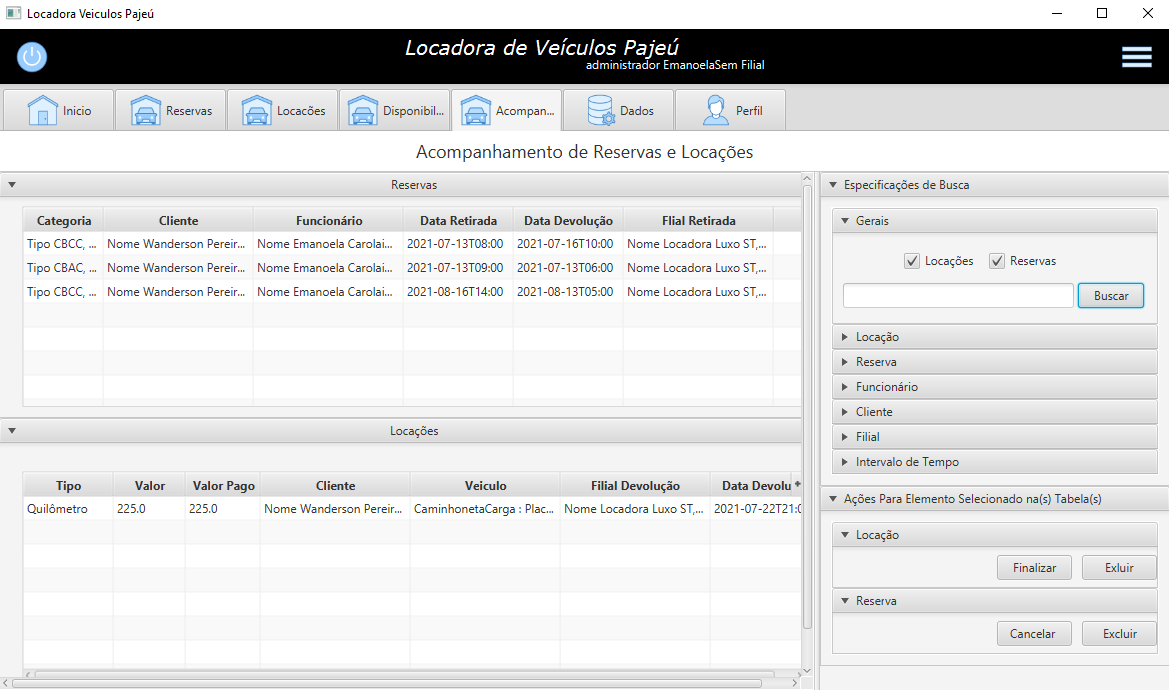 Locadora Veiculos Pajeú
Locadora de Veículos Pajeú
administrador EmanoelaSem Filial
Inicio
Reservas
Locacões
Disponibil...
Acompan...
Dados
Perfil
Acompanhamento de Reservas e Locações
Reservas
Categoria Cliente Funcionário Data Retirada Data Devolução Flial Retirada
Tipo CBCC, ... Nome Wanderson Pereir... Nome Emanoela Carolai... 2021-07-13T08:00 2021-07-16T10:00 Nome Locadora Luxo ST,...
Tipo CBAC, ... Nome Wanderson Pereir... Nome Emanoela Carolai... 2021-07-13T09:00 2021-07-13T06:00 Nome Locadora Luxo ST,...
Tipo CBCC, ... Nome Wanderson Pereir... Nome Emanoela Carolai... 2021-08-16T14:00 2021-08-13T05:00 Nome Locadora Luxo ST,...
Locações
Tipo Valor Valor Pago Cliente Veiculo Filial Devolução Data Devolu
Quilômetro 225.0 225.0 Nome Wanderson Pereir... CaminhonetaCarga : Plac... Nome Locadora Luxo ST,... 2021-07-22T21:0
Especificações de Busca
Gerais
Locações Reservas
Buscar
Locação
Reserva
Funcionário
Cliente
Filial
Intervalo de Tempo
Ações Para Elemento Selecionado na(s) Tabela(s)
Locação
Finalizar Exluir
Reserva
Cancelar Excluir